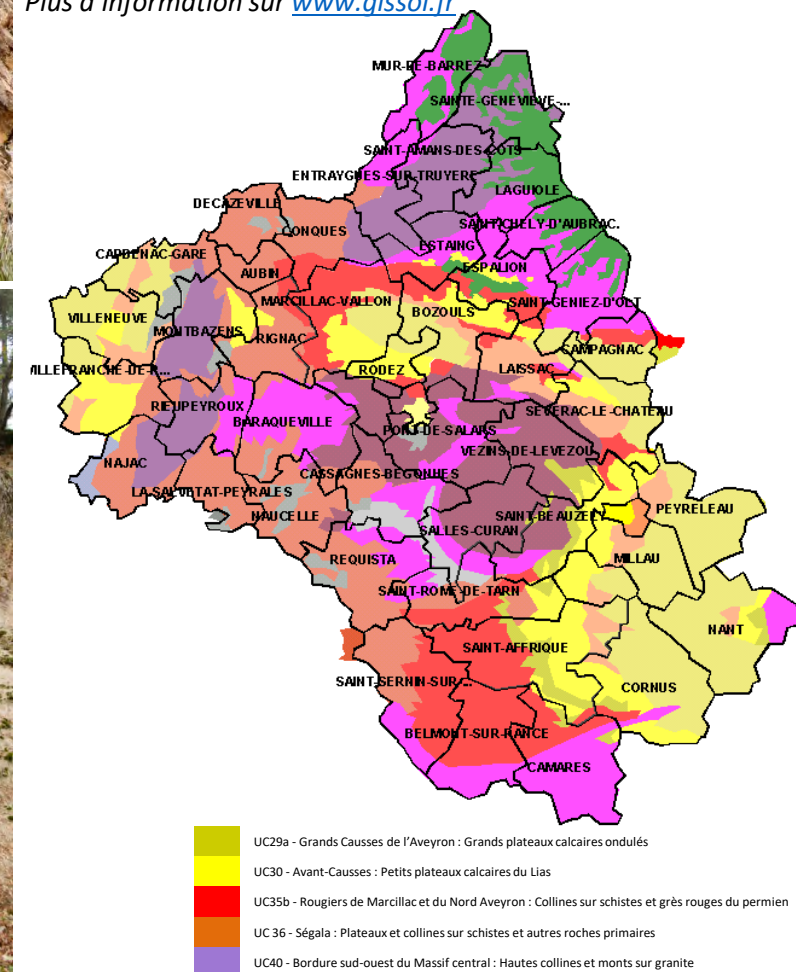 Plus d'information sur www.gissol.fr
MUR-DE-BARREZ
SAINTE-GENEVIEVE-...
SAINT-AMANS-DES-COTS
ENTRAYGUES-SUR-TRUYERE
LAGUIOLE
DECAZEVILLE
CONQUES
SAINT-CHELY-D'AUBRAC.
ESTAING
CAPDENAC-GARE
ESPALION
AUBIN
MARCILLAC-VALLON
SAINT-GENIEZ-D'OLT
VILLENEUVE
BOZOULS
MONTBAZENS
RIGNAC
CAMPAGNAC
VILLEFRANCHE-DE-R...
RODEZ
LAISSAC
RIEUPEYROUX
SEVERAC-LE-CHATEAU
BARAQUEVILLE
PONT-DE-SALARS
VEZINS-DE-LEVEZOU
NAJAC
CASSAGNES-BEGONHES
LA-SALVETAT-PEYRALES
PEYRELEAU
NAUCELLE
SAINT-BEAUZELY
SALLES-CURAN
REQUISTA
MILLAU
SAINT-ROME-DE-TARN
NANT
SAINT-AFFRIQUE
SAINT-SERNIN-SUR-...
CORNUS
BELMONT-SUR-RANCE
CAMARES
UC29a - Grands Causses de l'Aveyron : Grands plateaux calcaires ondulés
UC30 - Avant-Causses : Petits plateaux calcaires du Lias
UC35b - Rougiers de Marcillac et du Nord Aveyron : Collines sur schistes et grès rouges du permien
UC 36 - Ségala : Plateaux et collines sur schistes et autres roches primaires
UC40 - Bordure sud-ouest du Massif central : Hautes collines et monts sur granite